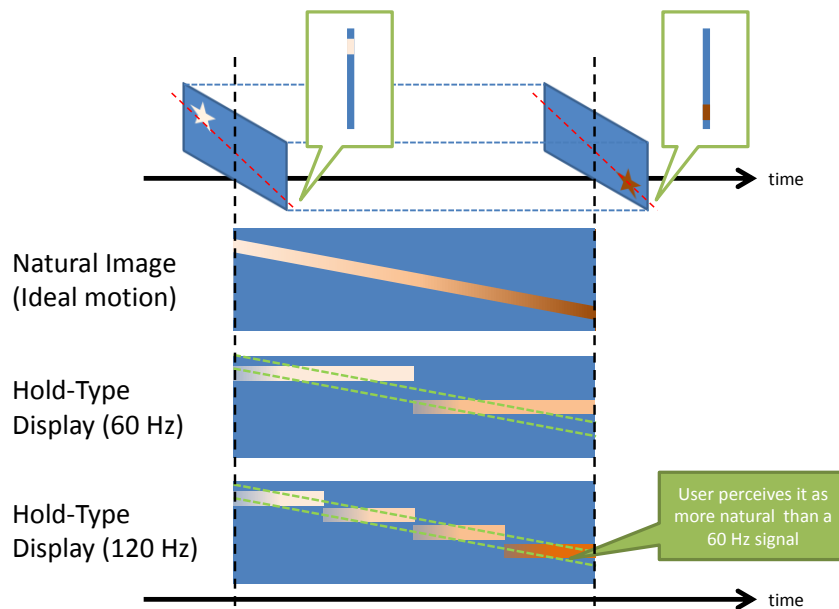 time
Natural Image
(Ideal motion)
Hold-Type
Display (60 Hz)
Hold-Type
Display (120 Hz)
User perceives it as
more natural than a
60 Hz signal
time